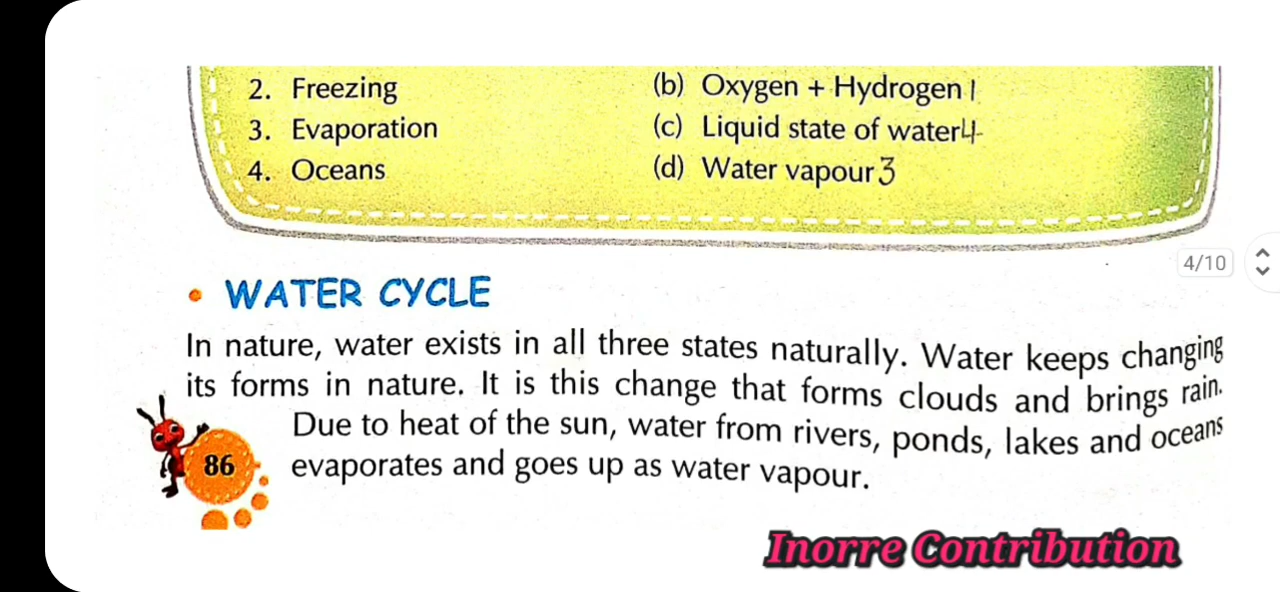 2. Freezing (b) Oxygen + Hydrogen 1
3. Evaporation (c) Liquid state of water 4
4. Oceans (d) Water vapour 3
4/10
• WATER CYCLE
In nature, water exists in all three states naturally. Water keeps changing
its forms in nature. It is this change that forms clouds and brings rain.
Due to heat of the sun, water from rivers, ponds, lakes and oceans
evaporates and goes up as water vapour.
86
Inorre Contribution